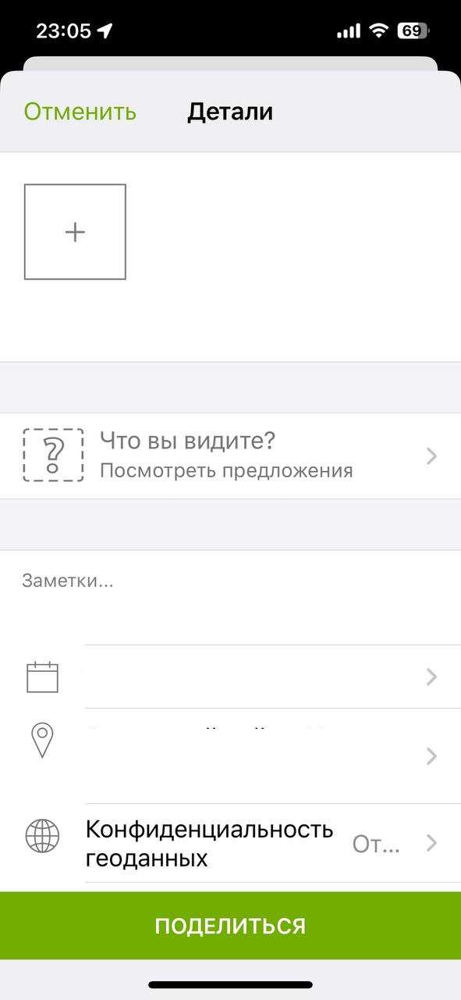 23:05
69
Отменить
Детали
+
?
Что вы видите?
Посмотреть предложения
Заметки...
Конфиденциальность
геоданных
От...
ПОДЕЛИТЬСЯ